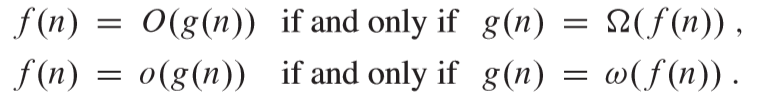 f(n) = O(g(n)) if and only if g(n) = Ω(f(n)) ,
f(n) = o(g(n)) if and only if g(n) = ω(f(n)) .